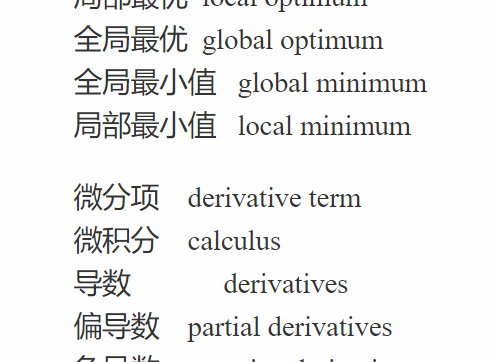 局部最优 local optimum
全局最优 global optimum
全局最小值 global minimum
局部最小值 local minimum
微分项 derivative term
微积分 calculus
导数 derivatives
偏导数 partial derivatives